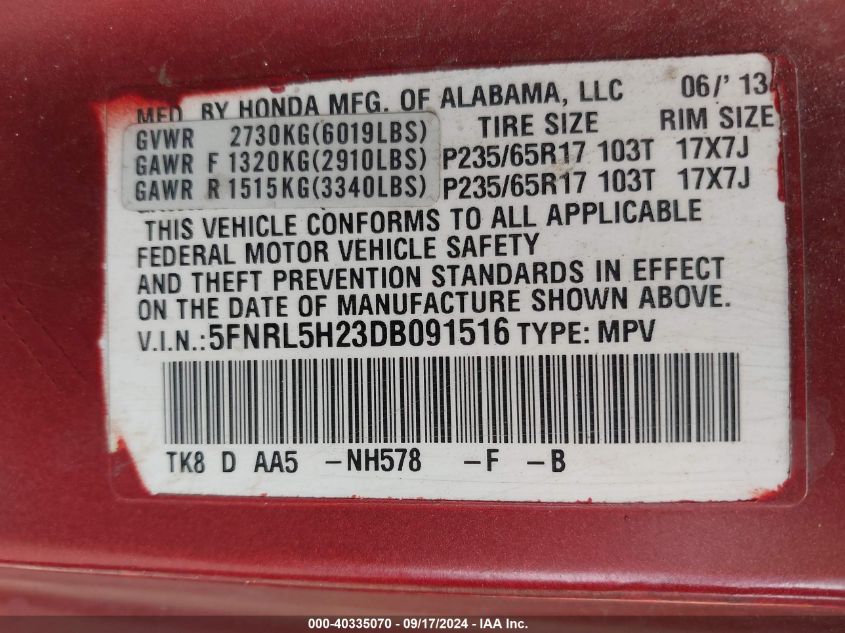 MFD. BY HONDA MFG. OF ALABAMA, LLC 06/'13
GVWR 2730KG(6019LBS) TIRE SIZE RIM SIZE
GAWR F 1320KG(2910LBS) P235/65R17 103T 17X7J
GAWR R 1515KG(3340LBS) P235/65R17 103T 17X7J
THIS VEHICLE CONFORMS TO ALL APPLICABLE
FEDERAL MOTOR VEHICLE SAFETY
AND THEFT PREVENTION STANDARDS IN EFFECT
ON THE DATE OF MANUFACTURE SHOWN ABOVE.
V.I.N.: 5FNRL5H23DB091516 TYPE: MPV
TK8 D AA5 -NH578 -F -B
000-40335070 - 09/17/2024 - IAA, Inc.